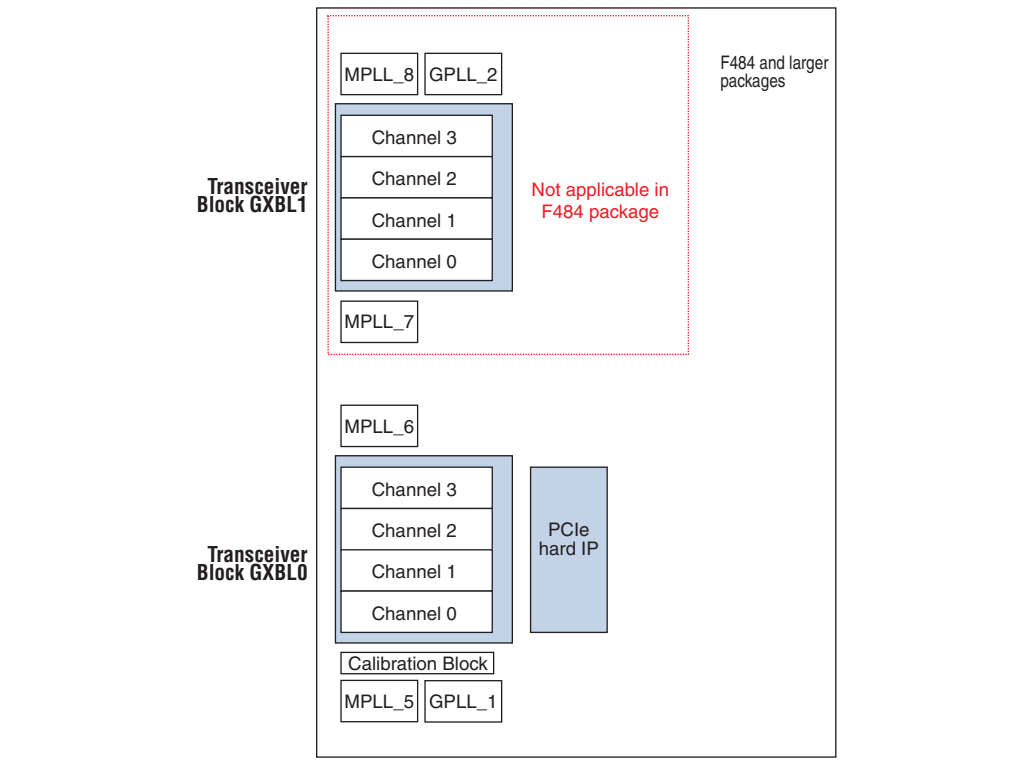 F484 and larger
packages
MPLL_8
GPLL_2
Channel 3
Channel 2
Channel 1
Channel 0
Transceiver
Block GXBL1
Not applicable in
F484 package
MPLL_7
MPLL_6
Channel 3
Channel 2
Channel 1
Channel 0
Transceiver
Block GXBL0
PCIe
hard IP
Calibration Block
MPLL_5
GPLL_1